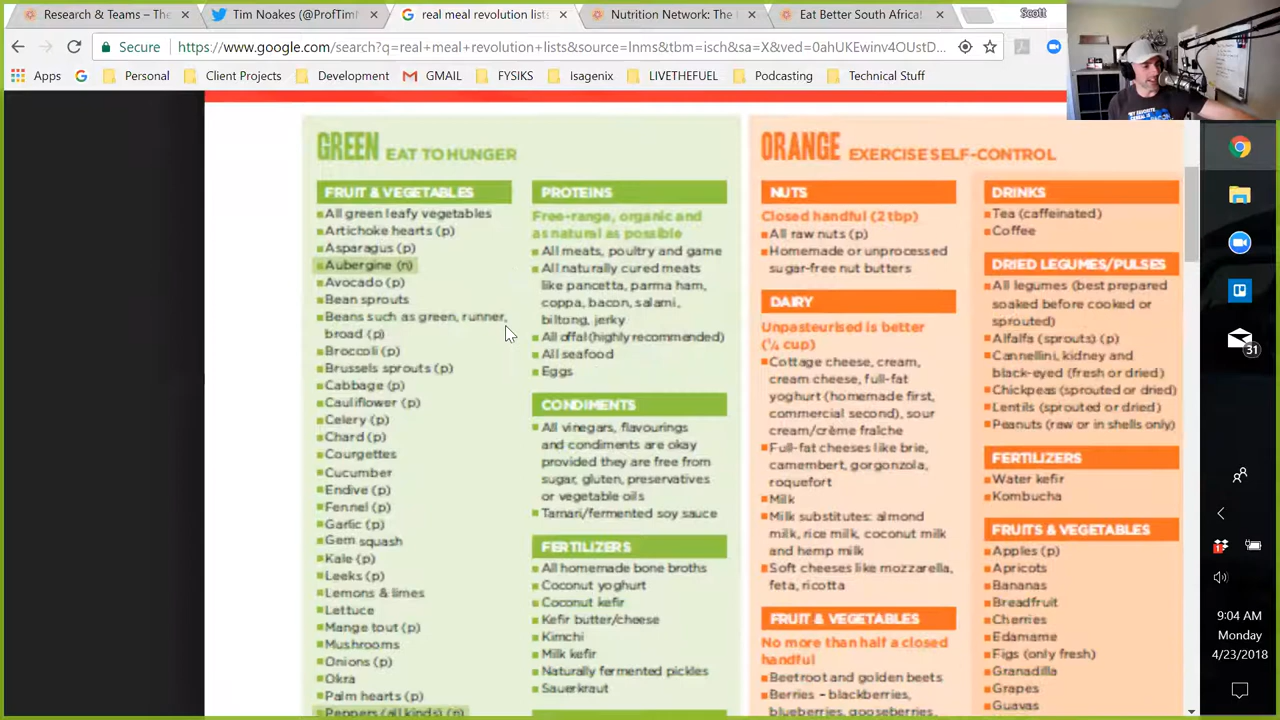 Research & Teams – The
Tim Noakes (@ProfTim
real meal revolution lists
Nutrition Network: The
Eat Better South Africa!
Scott
Secure
https://www.google.com/search?q=real+meal+revolution+lists&source=lnms&tbm=isch&sa=X&ved=0ahUKEwinv4OUstD...
Apps
Personal
Client Projects
Development
GMAIL
FYSIKS
Isagenix
LIVETHEFUEL
Podcasting
Technical Stuff
GREEN EAT TO HUNGER
FRUIT & VEGETABLES
All green leafy vegetables
Artichoke hearts (p)
Asparagus (p)
Aubergine (n)
Avocado (p)
Bean sprouts
Beans such as green, runner,
broad (p)
Broccoli (p)
Brussels sprouts (p)
Cabbage (p)
Cauliflower (p)
Celery (p)
Chard (p)
Courgettes
Cucumber
Endive (p)
Fennel (p)
Garlic (p)
Gem squash
Kale (p)
Leeks (p)
Lemons & limes
Lettuce
Mange tout (p)
Mushrooms
Onions (p)
Okra
Palm hearts (p)
Peppers (all kinds) (n)
PROTEINS
Free-range, organic and
as natural as possible
All meats, poultry and game
All naturally cured meats
like pancetta, parma ham,
coppa, bacon, salami,
biltong, jerky
All offal (highly recommended)
All seafood
Eggs
CONDIMENTS
All vinegars, flavourings
and condiments are okay
provided they are free from
sugar, gluten, preservatives
or vegetable oils
Tamari/fermented soy sauce
FERTILIZERS
All homemade bone broths
Coconut yoghurt
Coconut kefir
Kefir butter/cheese
Kimchi
Milk kefir
Naturally fermented pickles
Sauerkraut
ORANGE EXERCISE SELF-CONTROL
NUTS
Closed handful (2 tbp)
All raw nuts (p)
Homemade or unprocessed
sugar-free nut butters
DAIRY
Unpasteurised is better
(¼ cup)
Cottage cheese, cream,
cream cheese, full-fat
yoghurt (homemade first,
commercial second), sour
cream/crème fraîche
Full-fat cheeses like brie,
camembert, gorgonzola,
roquefort
Milk
Milk substitutes: almond
milk, rice milk, coconut milk
and hemp milk
Soft cheeses like mozzarella,
feta, ricotta
FRUIT & VEGETABLES
No more than half a closed
handful
Beetroot and golden beets
Berries – blackberries,
blueberries, gooseberries,
DRINKS
Tea (caffeinated)
Coffee
DRIED LEGUMES/PULSES
All legumes (best prepared
soaked before cooked or
sprouted)
Alfalfa (sprouts) (p)
Cannellini, kidney and
black-eyed (fresh or dried)
Chickpeas (sprouted or dried)
Lentils (sprouted or dried)
Peanuts (raw or in shells only)
FERTILIZERS
Water kefir
Kombucha
FRUITS & VEGETABLES
Apples (p)
Apricots
Bananas
Breadfruit
Cherries
Edamame
Figs (only fresh)
Granadilla
Grapes
Guavas
31
1
9:04 AM
Monday
4/23/2018